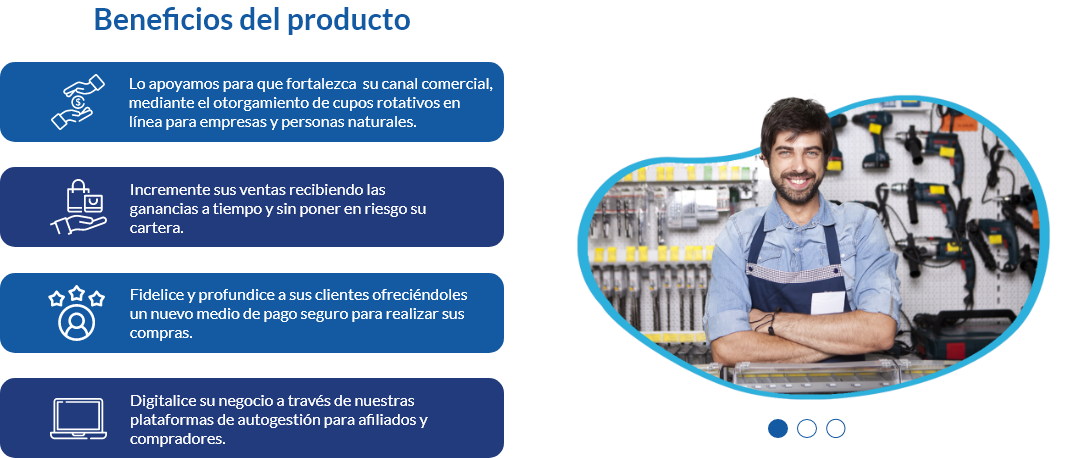 Beneficios del producto
Lo apoyamos para que fortalezca su canal comercial,
mediante el otorgamiento de cupos rotativos en
línea para empresas y personas naturales.
Incremente sus ventas recibiendo las
ganancias a tiempo y sin poner en riesgo su
cartera.
Fidelice y profundice a sus clientes ofreciéndoles
un nuevo medio de pago seguro para realizar sus
compras.
Digitalice su negocio a través de nuestras
plataformas de autogestión para afiliados y
compradores.